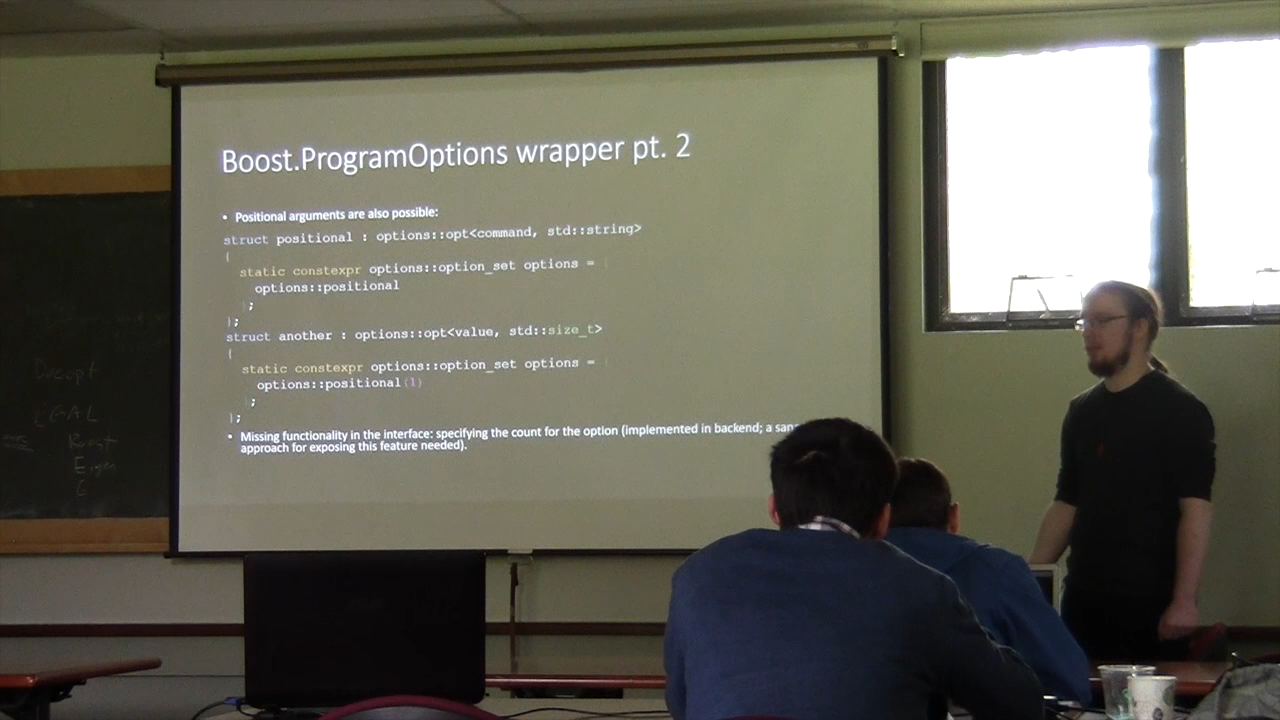 Boost.ProgramOptions wrapper pt. 2
• Positional arguments are also possible:
struct positional : options::opt<command, std::string>
{
static constexpr options::option_set options = {
options::positional
};
};
struct another : options::opt<value, std::size_t>
{
static constexpr options::option_set options = {
options::positional(1)
};
};
• Missing functionality in the interface: specifying the count for the option (implemented in backend; a
approach for exposing this feature needed).
CGAL